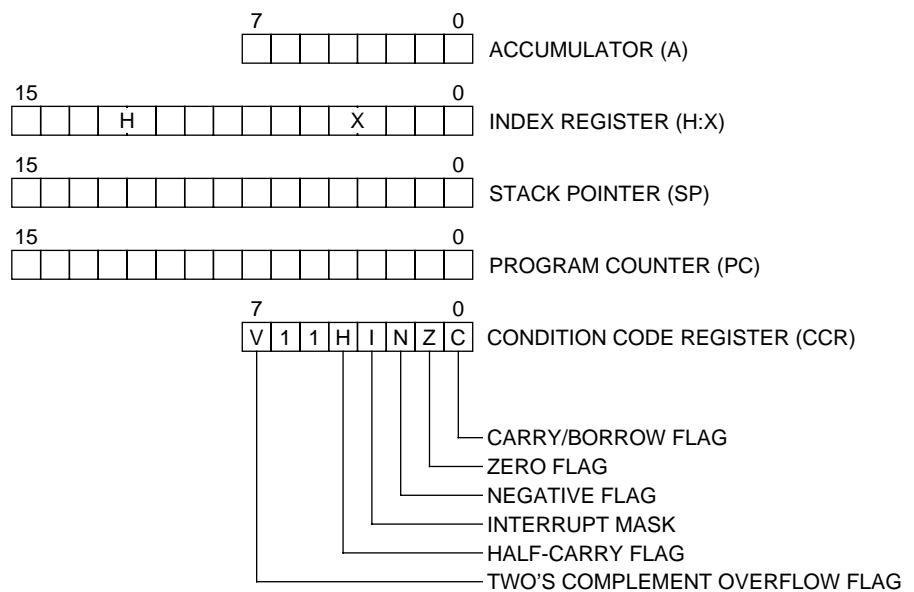 7 0
ACCUMULATOR (A)
15 0
H X INDEX REGISTER (H:X)
15 0
STACK POINTER (SP)
15 0
PROGRAM COUNTER (PC)
7 0
V 1 1 H I N Z C CONDITION CODE REGISTER (CCR)
CARRY/BORROW FLAG
ZERO FLAG
NEGATIVE FLAG
INTERRUPT MASK
HALF-CARRY FLAG
TWO'S COMPLEMENT OVERFLOW FLAG